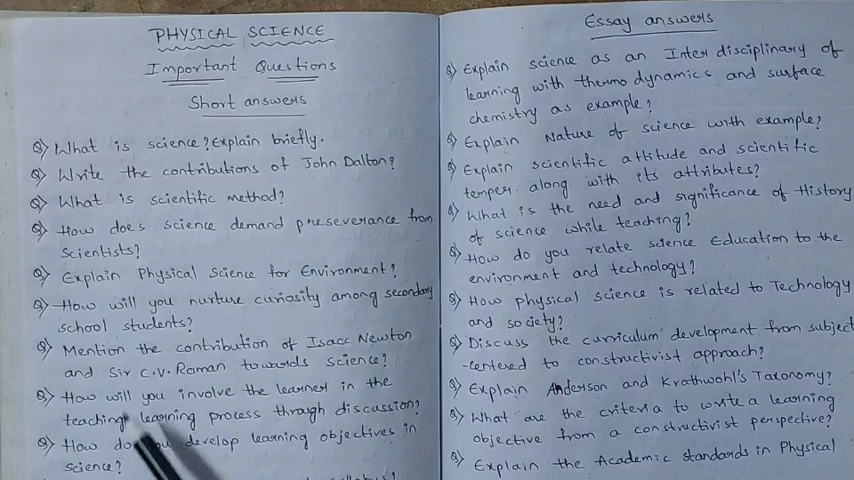 PHYSICAL SCIENCE
Important Questions
Short answers
Q) What is science? Explain briefly.
Q) Write the contributions of John Dalton?
Q) What is scientific method?
Q) How does science demand preseverance from
scientists?
Q) Explain Physical science for Environment?
Q) How will you nurture curiosity among secondary
school students?
Q) Mention the contribution of Isacc Newton
and Sir C.V. Raman towards science?
Q) How will you involve the learner in the
teaching learning process through discussion?
Q) How do you develop learning objectives in
science?
Essay answers
Q) Explain science as an Inter disciplinary of
learning with thermodynamics and surface
chemistry as example?
Q) Explain Nature of science with example?
Q) Explain scientific attitude and scientific
temper along with its attributes?
Q) What is the need and significance of History
of science while teaching?
Q) How do you relate science Education to the
environment and technology?
Q) How physical science is related to Technology
and society?
Q) Discuss the curriculum development from subject
-centered to constructivist approach?
Q) Explain Anderson and Krathwohl's Taxonomy?
Q) What are the criteria to write a learning
objective from a constructivist perspective?
Q) Explain the Academic standards in Physical